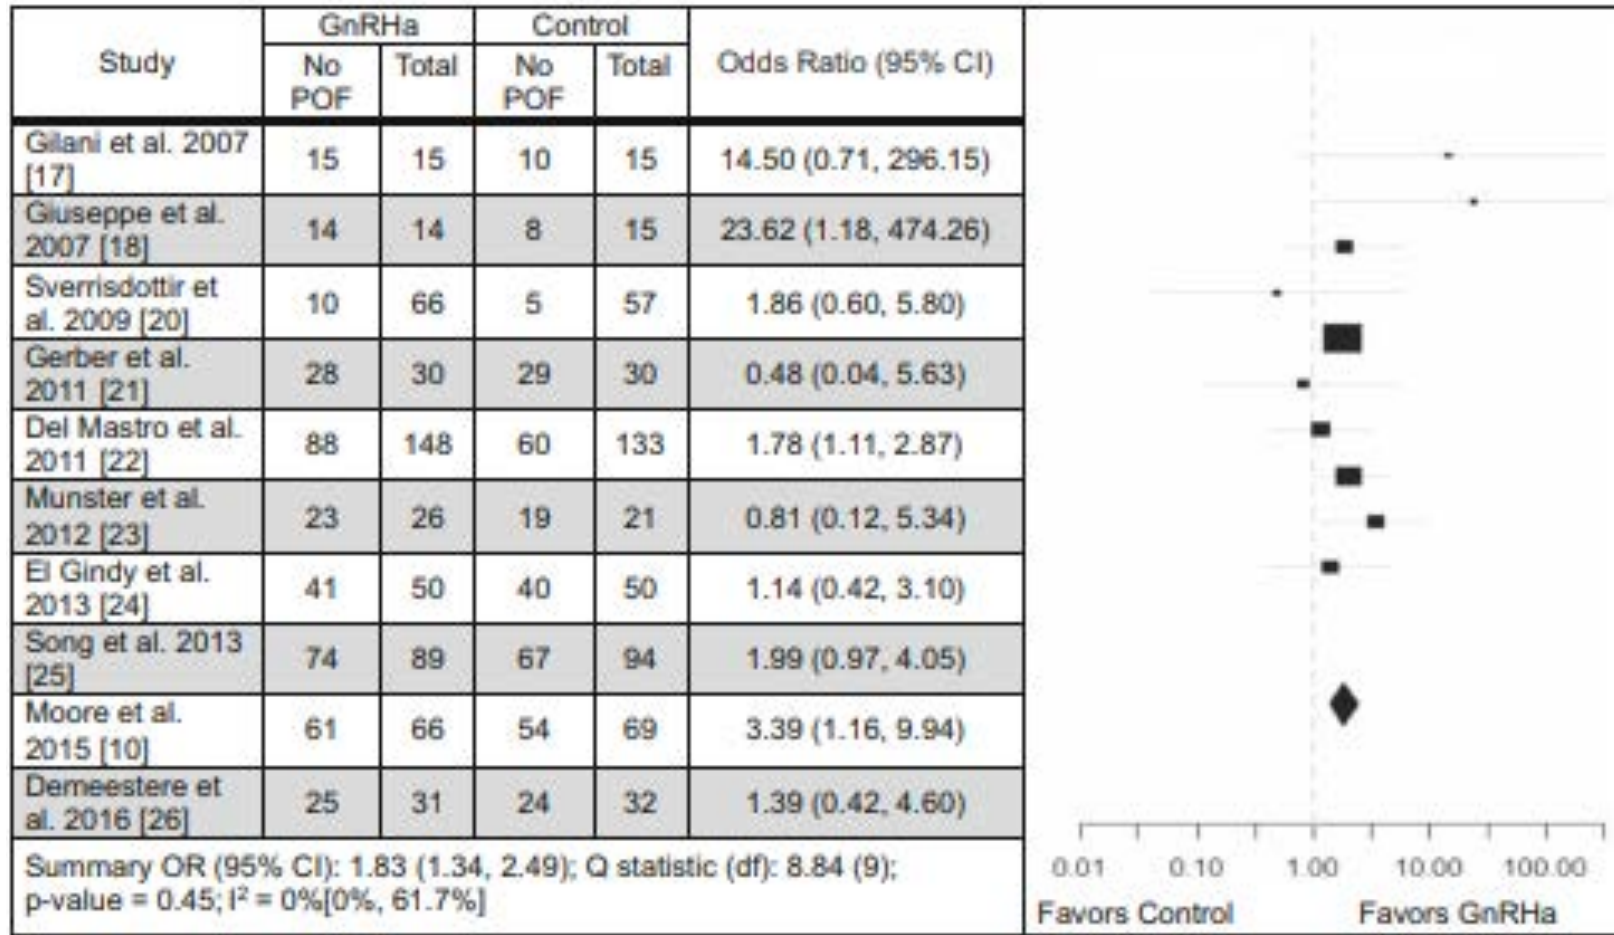 Study GnRHa Control Odds Ratio (95% CI)
No POF Total No POF Total
Gilani et al. 2007 [17] 15 15 10 15 14.50 (0.71, 296.15)
Giuseppe et al. 2007 [18] 14 14 8 15 23.62 (1.18, 474.26)
Sverrisdottir et al. 2009 [20] 10 66 5 57 1.86 (0.60, 5.80)
Gerber et al. 2011 [21] 28 30 29 30 0.48 (0.04, 5.63)
Del Mastro et al. 2011 [22] 88 148 60 133 1.78 (1.11, 2.87)
Munster et al. 2012 [23] 23 26 19 21 0.81 (0.12, 5.34)
El Gindy et al. 2013 [24] 41 50 40 50 1.14 (0.42, 3.10)
Song et al. 2013 [25] 74 89 67 94 1.99 (0.97, 4.05)
Moore et al. 2015 [10] 61 66 54 69 3.39 (1.16, 9.94)
Demeestere et al. 2016 [26] 25 31 24 32 1.39 (0.42, 4.60)
Summary OR (95% CI): 1.83 (1.34, 2.49); Q statistic (df): 8.84 (9);
p-value = 0.45; I² = 0%[0%, 61.7%]
0.01 0.10 1.00 10.00 100.00
Favors Control Favors GnRHa